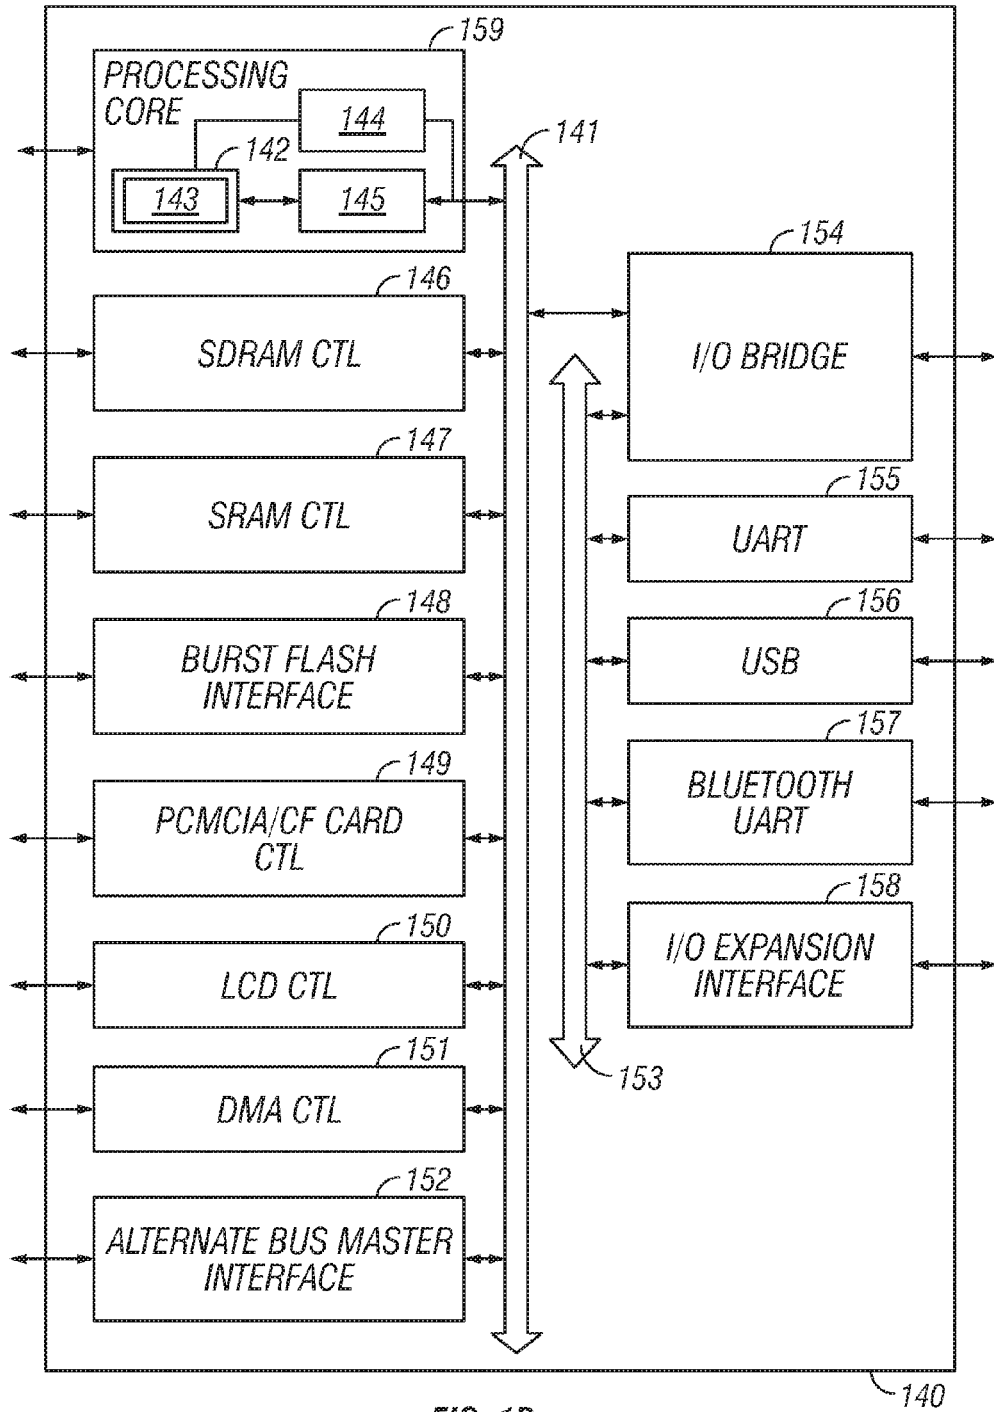 159
PROCESSING
CORE
144
142
143
145
141
154
I/O BRIDGE
146
SDRAM CTL
147
SRAM CTL
155
UART
148
BURST FLASH
INTERFACE
156
USB
149
PCMCIA/CF CARD
CTL
157
BLUETOOTH
UART
150
LCD CTL
158
I/O EXPANSION
INTERFACE
151
DMA CTL
153
152
ALTERNATE BUS MASTER
INTERFACE
140